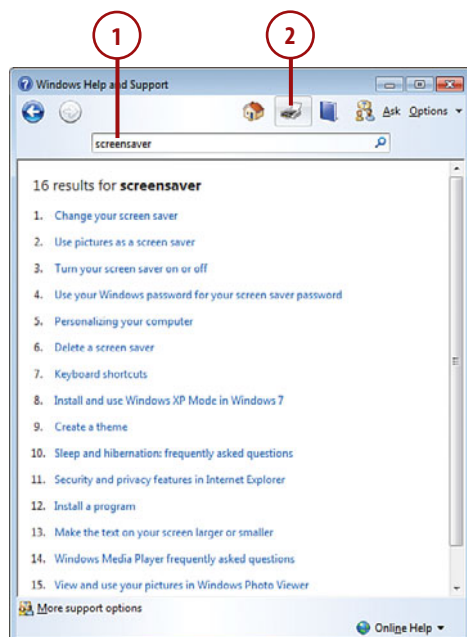 1 2
Windows Help and Support
Ask Options
screensaver
16 results for screensaver
1. Change your screen saver
2. Use pictures as a screen saver
3. Turn your screen saver on or off
4. Use your Windows password for your screen saver password
5. Personalizing your computer
6. Delete a screen saver
7. Keyboard shortcuts
8. Install and use Windows XP Mode in Windows 7
9. Create a theme
10. Sleep and hibernation: frequently asked questions
11. Security and privacy features in Internet Explorer
12. Install a program
13. Make the text on your screen larger or smaller
14. Windows Media Player frequently asked questions
15. View and use your pictures in Windows Photo Viewer
More support options
Online Help